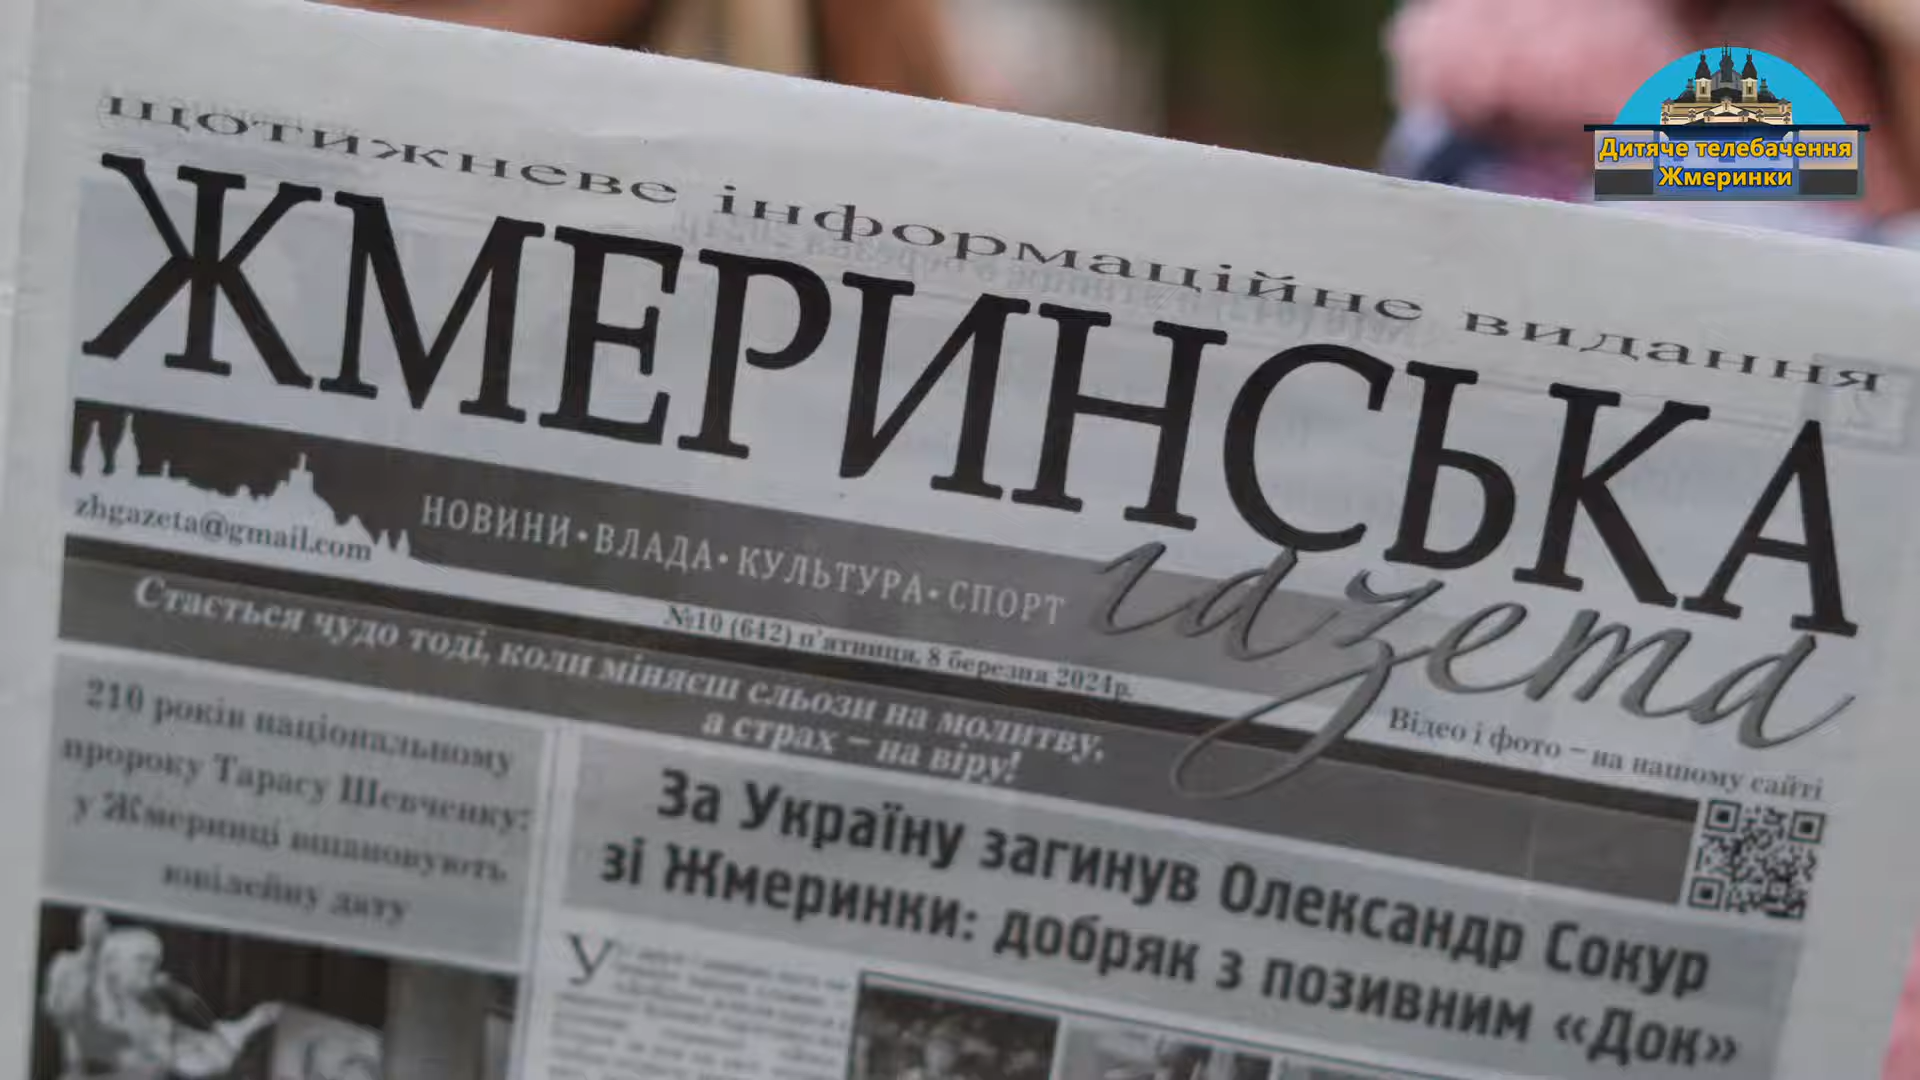 щотижневе інформаційне видання
ЖМЕРИНСЬКА
газета
zhgazeta@gmail.com
НОВИНИ • ВЛАДА • КУЛЬТУРА • СПОРТ
№10 (642) п'ятниця, 8 березня 2024р.
Відео і фото – на нашому сайті
Стається чудо тоді, коли міняєш сльози на молитву,
а страх – на віру!
210 років національному
пророку Тарасу Шевченку:
у Жмеринці вшановують
ювілейну дату
За Україну загинув Олександр Сокур
зі Жмеринки: добряк з позивним «Док»
Дитяче телебачення
Жмеринки